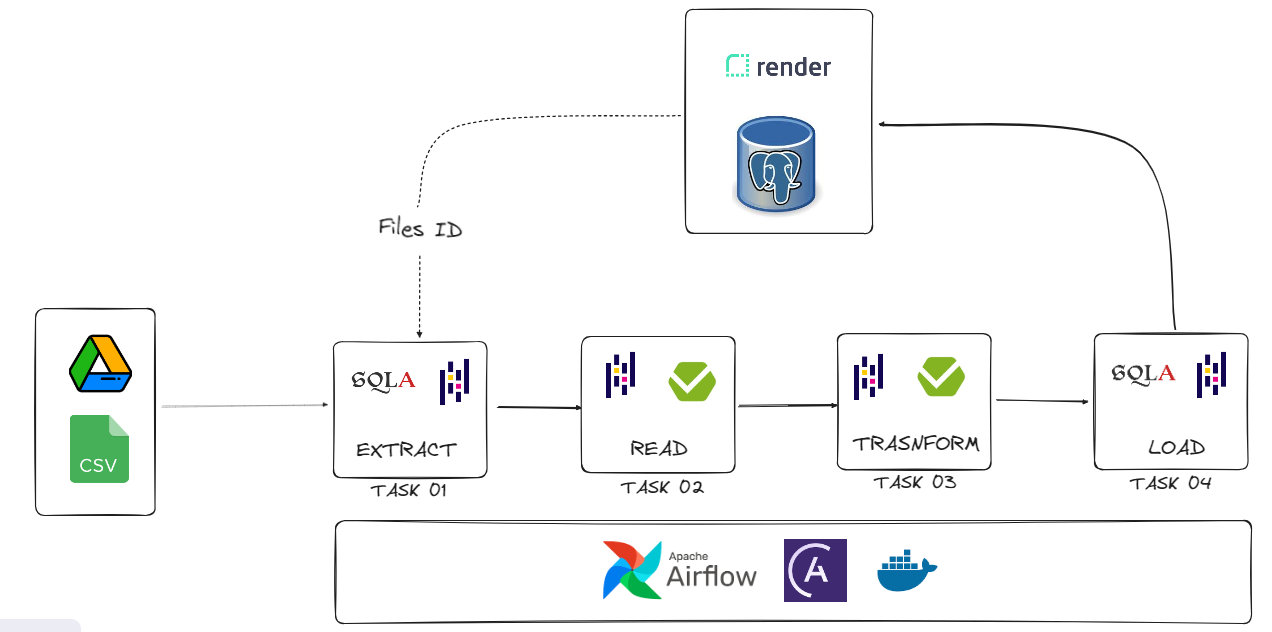 render
Files ID
CSV
SQLA
EXTRACT
TASK 01
READ
TASK 02
TRASNFORM
TASK 03
SQLA
LOAD
TASK 04
Apache
Airflow
A